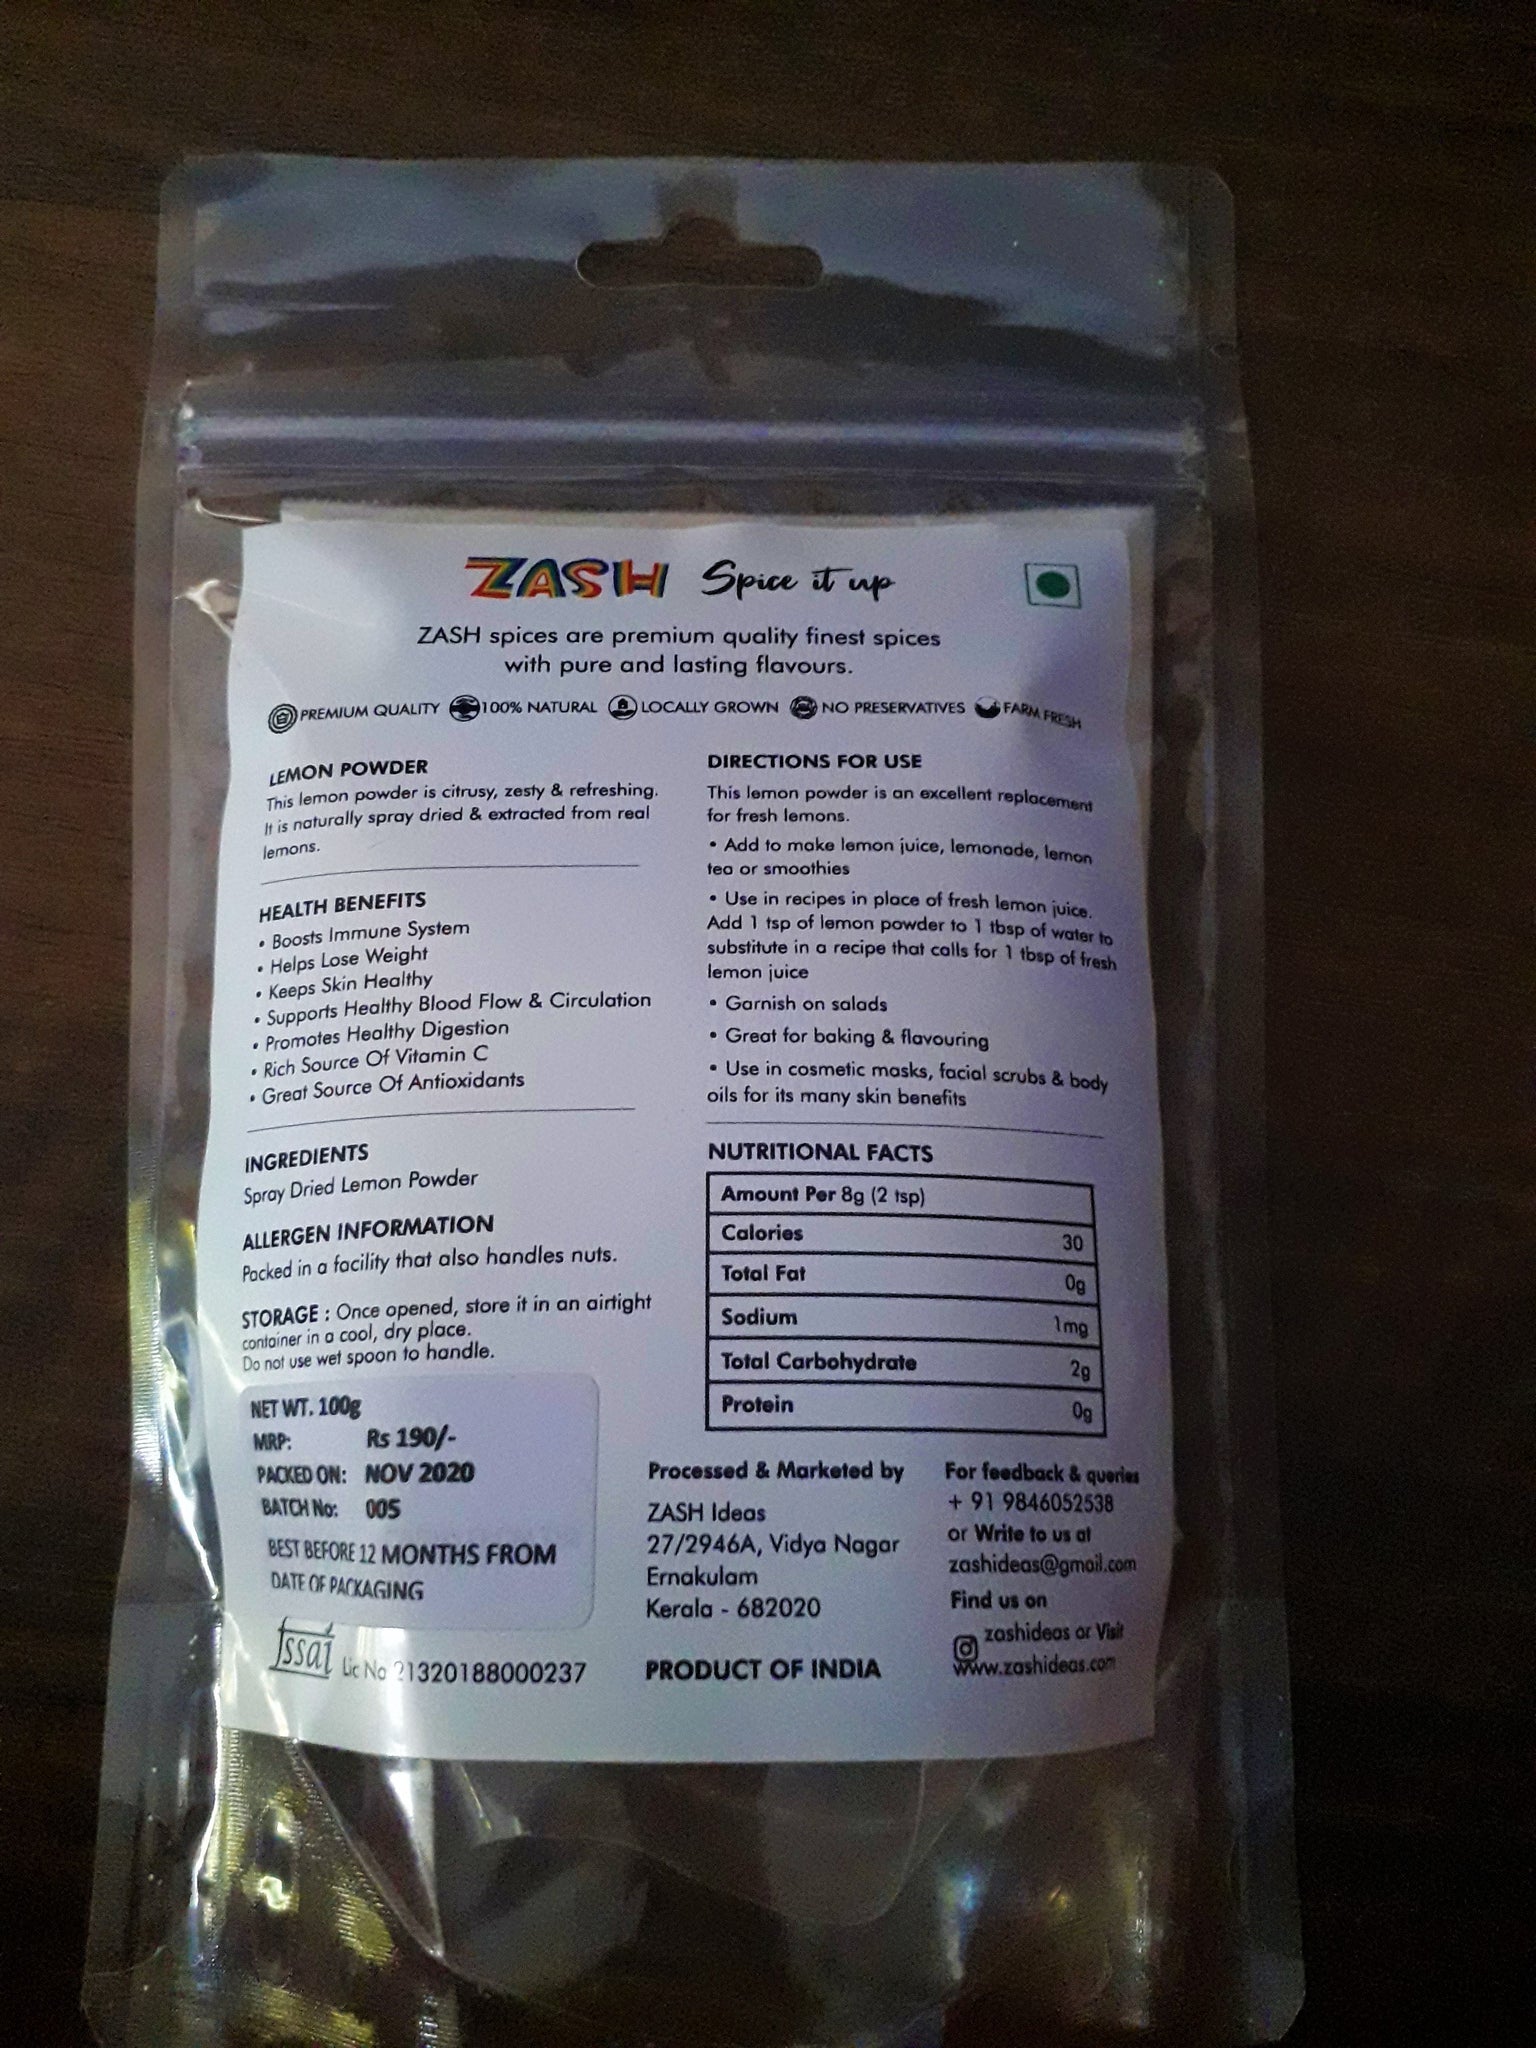 ZASH Spice it up
ZASH spices are premium quality finest spices
with pure and lasting flavours.
PREMIUM QUALITY 100% NATURAL LOCALLY GROWN NO PRESERVATIVES FARM FRESH
LEMON POWDER
This lemon powder is citrusy, zesty & refreshing.
It is naturally spray dried & extracted from real
lemons.
HEALTH BENEFITS
• Boosts Immune System
• Helps Lose Weight
• Keeps Skin Healthy
• Supports Healthy Blood Flow & Circulation
• Promotes Healthy Digestion
• Rich Source Of Vitamin C
• Great Source Of Antioxidants
INGREDIENTS
Spray Dried Lemon Powder
ALLERGEN INFORMATION
Packed in a facility that also handles nuts.
STORAGE : Once opened, store it in an airtight
container in a cool, dry place.
Do not use wet spoon to handle.
NET WT. 100g
MRP: Rs 190/-
PACKED ON: NOV 2020
BATCH No: 005
BEST BEFORE 12 MONTHS FROM
DATE OF PACKAGING
fssai Lic No 21320188000237
DIRECTIONS FOR USE
This lemon powder is an excellent replacement
for fresh lemons.
• Add to make lemon juice, lemonade, lemon
tea or smoothies
• Use in recipes in place of fresh lemon juice.
Add 1 tsp of lemon powder to 1 tbsp of water to
substitute in a recipe that calls for 1 tbsp of fresh
lemon juice
• Garnish on salads
• Great for baking & flavouring
• Use in cosmetic masks, facial scrubs & body
oils for its many skin benefits
NUTRITIONAL FACTS
Amount Per 8g (2 tsp)
Calories 30
Total Fat 0g
Sodium 1mg
Total Carbohydrate 2g
Protein 0g
Processed & Marketed by
ZASH Ideas
27/2946A, Vidya Nagar
Ernakulam
Kerala - 682020
PRODUCT OF INDIA
For feedback & queries
+ 91 9846052538
or Write to us at
zashideas@gmail.com
Find us on
zashideas or Visit
www.zashideas.com